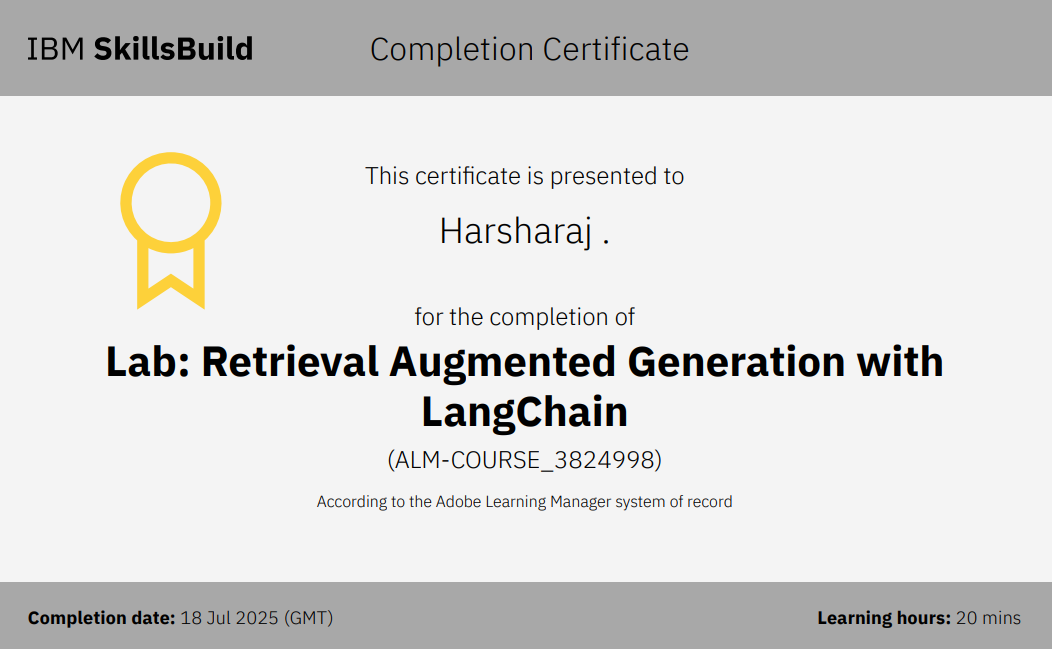 IBM SkillsBuild
Completion Certificate
This certificate is presented to
Harsharaj .
for the completion of
Lab: Retrieval Augmented Generation with
LangChain
(ALM-COURSE_3824998)
According to the Adobe Learning Manager system of record
Completion date: 18 Jul 2025 (GMT)
Learning hours: 20 mins